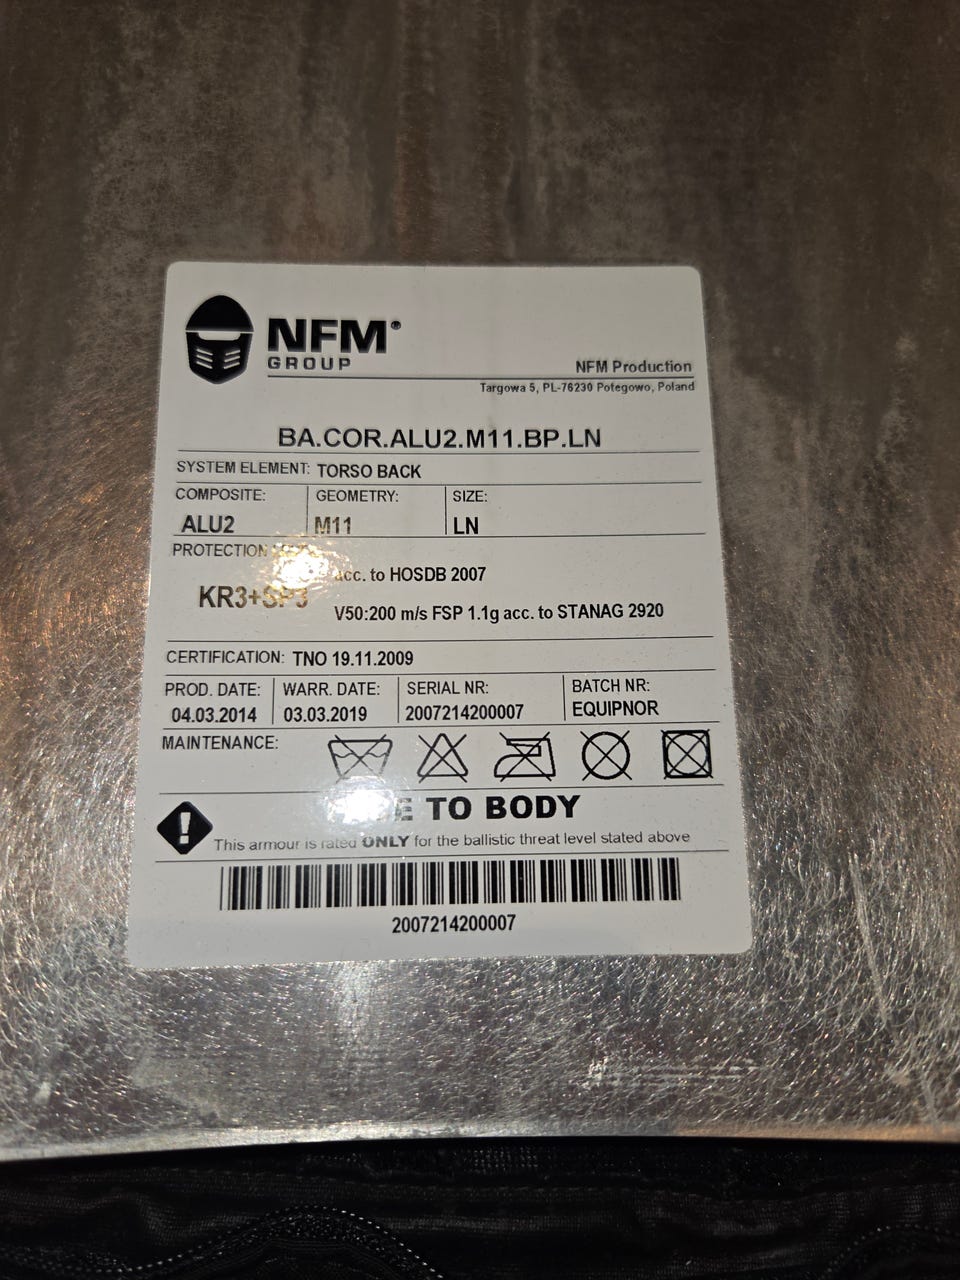 NFM®
GROUP
NFM Production
Targowa 5, PL-76230 Potegowo, Poland
BA.COR.ALU2.M11.BP.LN
SYSTEM ELEMENT: TORSO BACK
COMPOSITE: GEOMETRY: SIZE:
ALU2 M11 LN
PROTECTION
acc. to HOSDB 2007
KR3+SP3
V50:200 m/s FSP 1.1g acc. to STANAG 2920
CERTIFICATION: TNO 19.11.2009
PROD. DATE: WARR. DATE: SERIAL NR: BATCH NR:
04.03.2014 03.03.2019 2007214200007 EQUIPNOR
MAINTENANCE:
TO BODY
This armour is rated ONLY for the ballistic threat level stated above
2007214200007